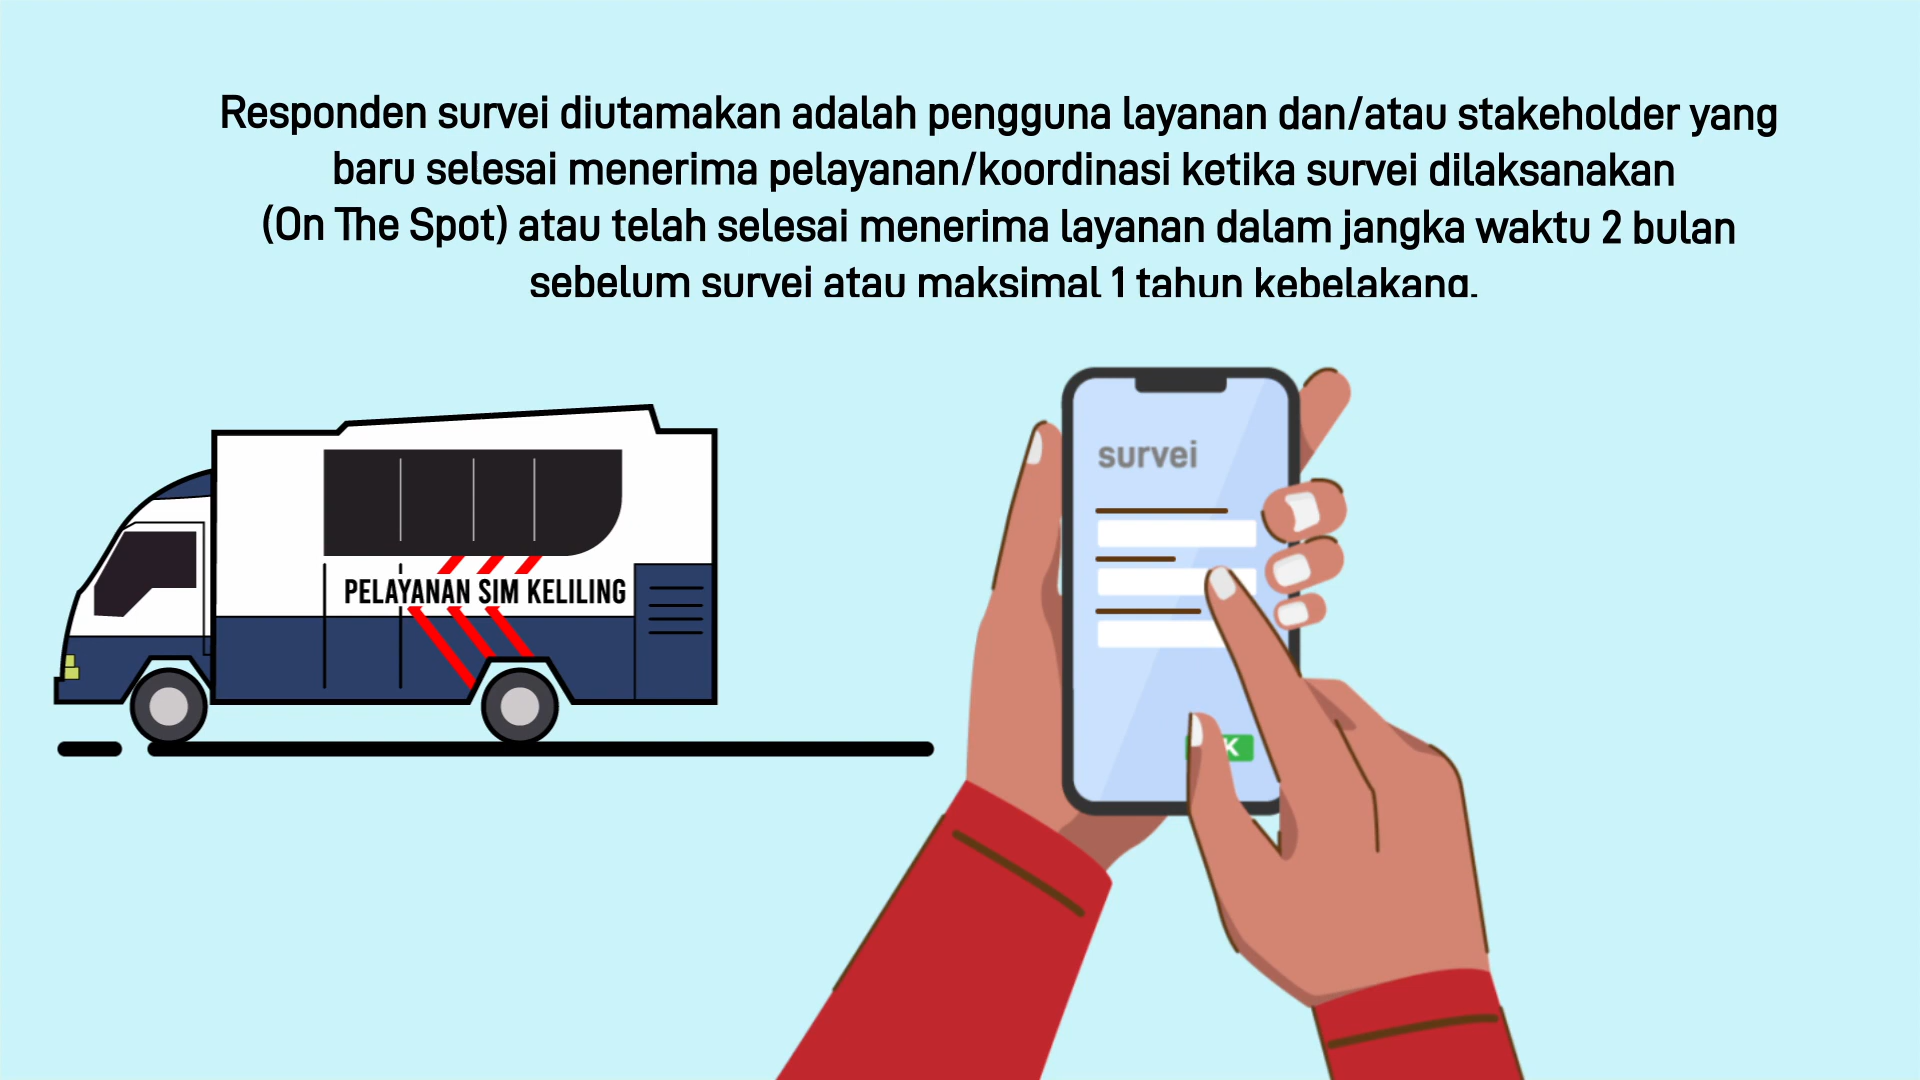 Responden survei diutamakan adalah pengguna layanan dan/atau stakeholder yang
baru selesai menerima pelayanan/koordinasi ketika survei dilaksanakan
(On The Spot) atau telah selesai menerima layanan dalam jangka waktu 2 bulan
sebelum survei atau maksimal 1 tahun kebelakang.
survei
PELAYANAN SIM KELILING